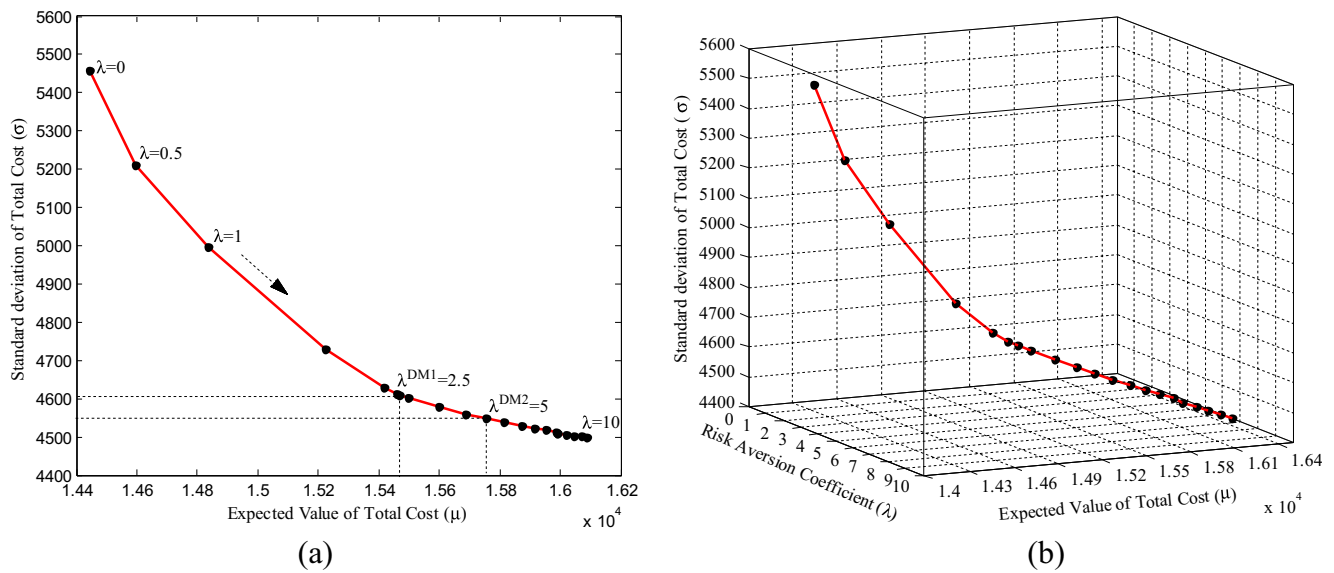 5600
5500
5400
5300
5200
5100
5000
4900
4800
4700
4600
4500
4400
Standard deviation of Total Cost (σ)
λ=0
λ=0.5
λ=1
λ^DM1=2.5
λ^DM2=5
λ=10
1.44 1.46 1.48 1.5 1.52 1.54 1.56 1.58 1.6 1.62
Expected Value of Total Cost (μ)
x 10^4
(a)
5600
5500
5400
5300
5200
5100
5000
4900
4800
4700
4600
4500
4400
Standard deviation of Total Cost ( σ)
0 1 2 3 4 5 6 7 8 9 10
Risk Aversion Coefficient (λ)
1.4 1.43 1.46 1.49 1.52 1.55 1.58 1.61 1.64
Expected Value of Total Cost (μ)
x 10^4
(b)